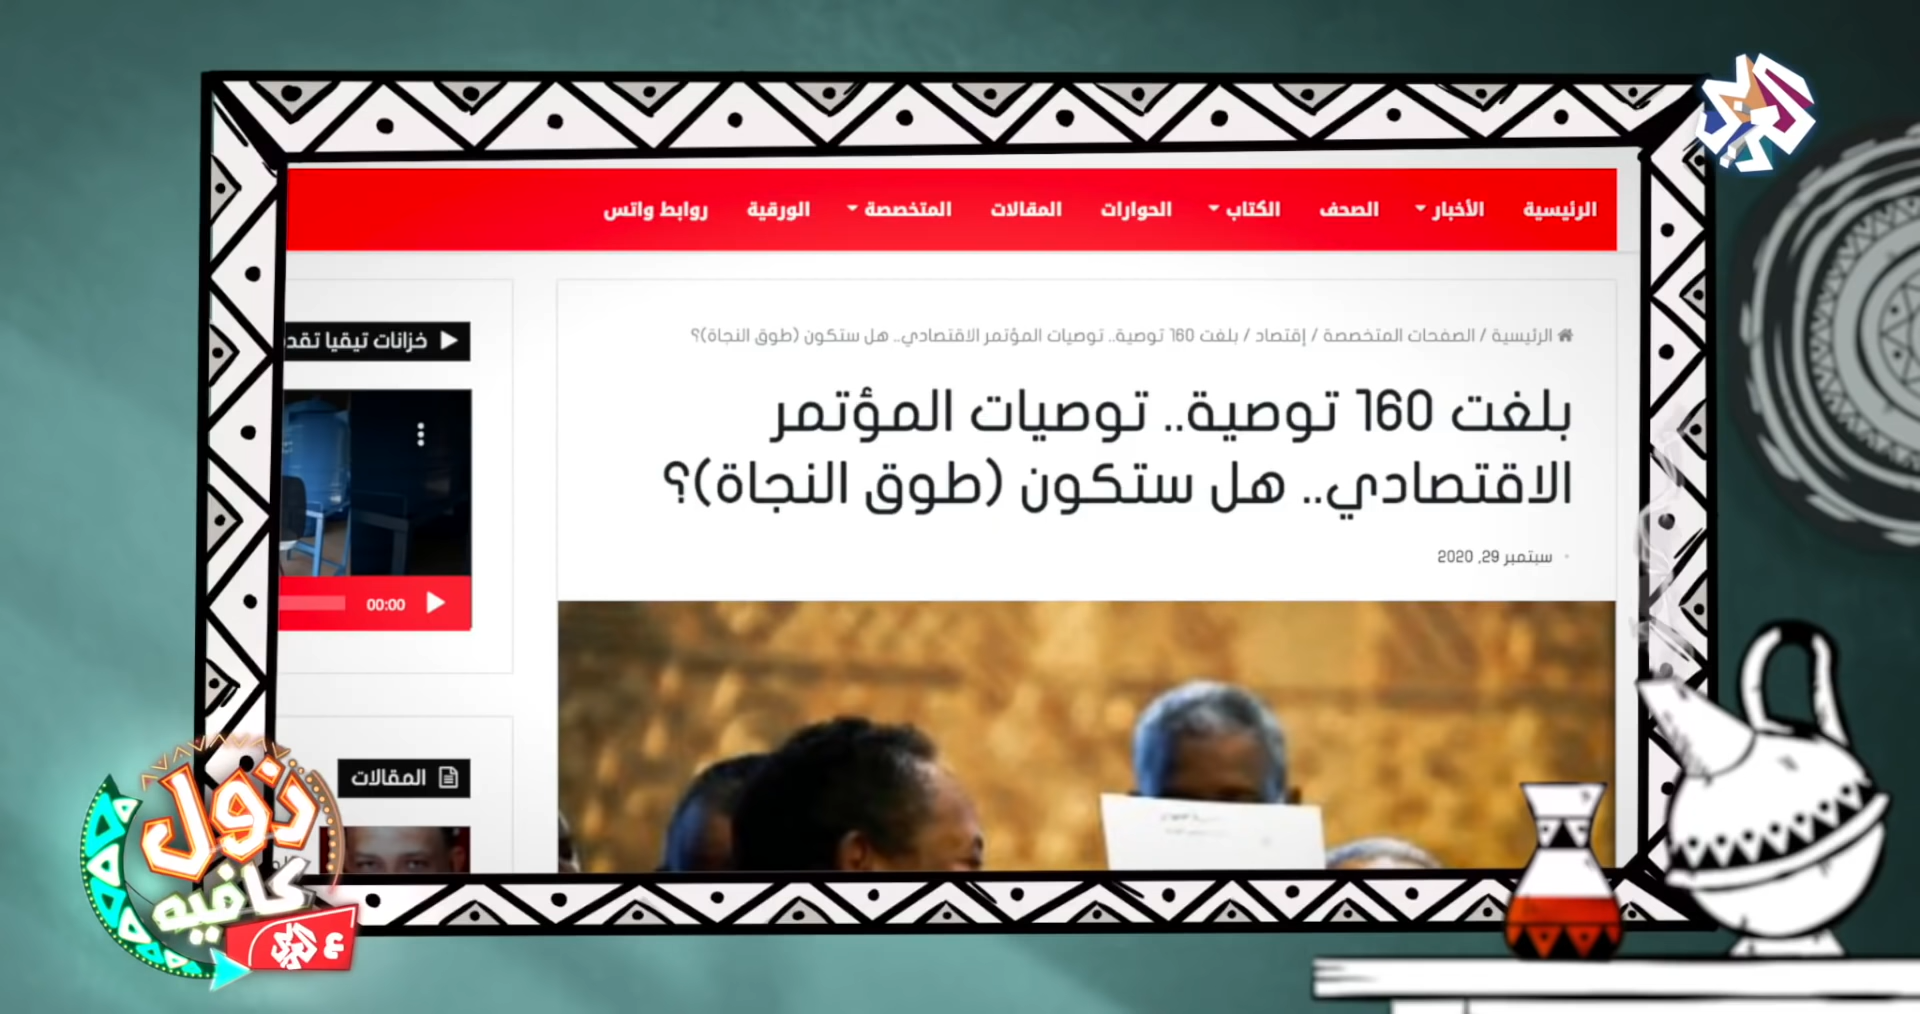 الرئيسية الأخبار الصحف الكتاب الحوارات المقالات المتخصصة الورقية روابط واتس
الرئيسية / الصفحات المتخصصة / إقتصاد / بلغت 160 توصية.. توصيات المؤتمر الاقتصادي.. هل ستكون (طوق النجاة)؟
بلغت 160 توصية.. توصيات المؤتمر
الاقتصادي.. هل ستكون (طوق النجاة)؟
سبتمبر 29, 2020
خزانات تيقيا تقد
00:00
المقالات
زول
كافيه
ع العربي
العربي